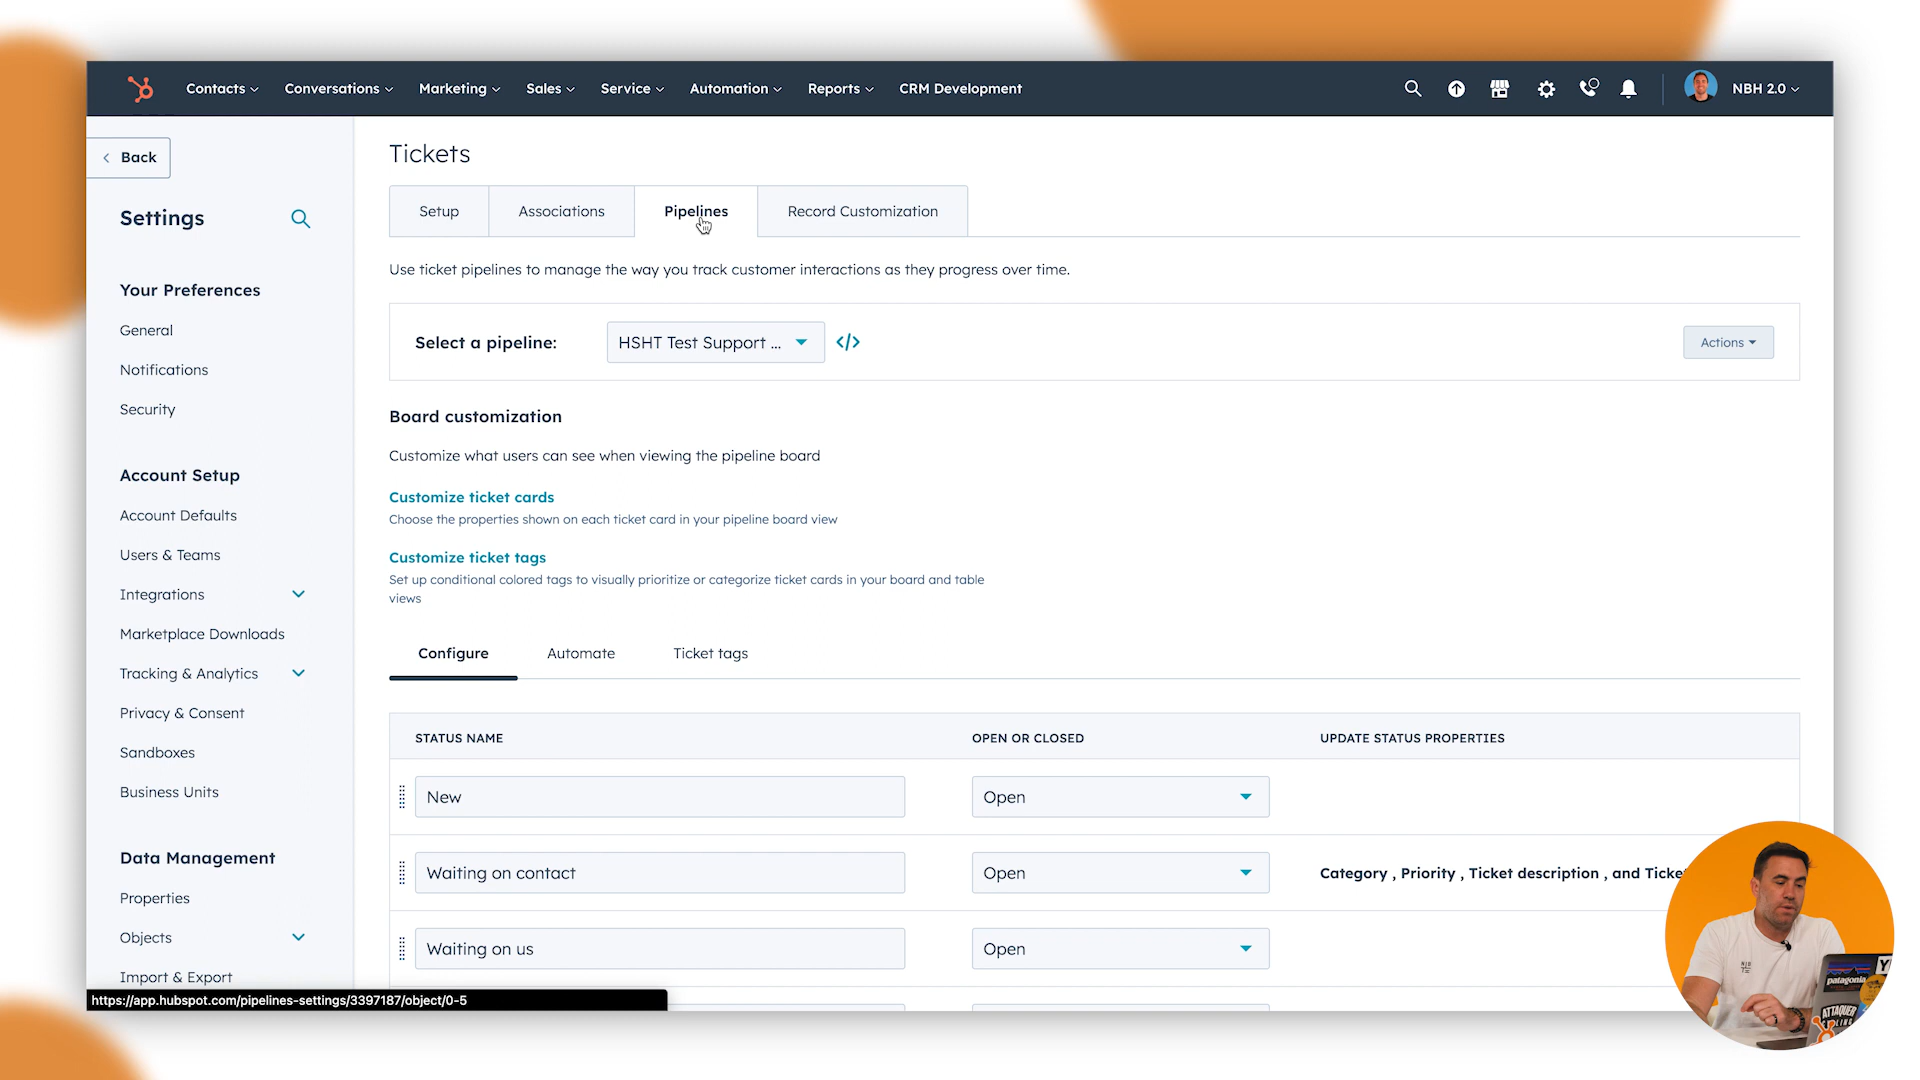 Contacts
Conversations
Marketing
Sales
Service
Automation
Reports
CRM Development
NBH 2.0
Back
Settings
Your Preferences
General
Notifications
Security
Account Setup
Account Defaults
Users & Teams
Integrations
Marketplace Downloads
Tracking & Analytics
Privacy & Consent
Sandboxes
Business Units
Data Management
Properties
Objects
Import & Export
https://app.hubspot.com/pipelines-settings/3397187/object/0-5
Tickets
Setup
Associations
Pipelines
Record Customization
Use ticket pipelines to manage the way you track customer interactions as they progress over time.
Select a pipeline:
HSHT Test Support ...
</>
Actions
Board customization
Customize what users can see when viewing the pipeline board
Customize ticket cards
Choose the properties shown on each ticket card in your pipeline board view
Customize ticket tags
Set up conditional colored tags to visually prioritize or categorize ticket cards in your board and table
views
Configure
Automate
Ticket tags
STATUS NAME
OPEN OR CLOSED
UPDATE STATUS PROPERTIES
New
Open
Waiting on contact
Open
Category , Priority , Ticket description , and Ticke
Waiting on us
Open
patagonia
ATTAQUER